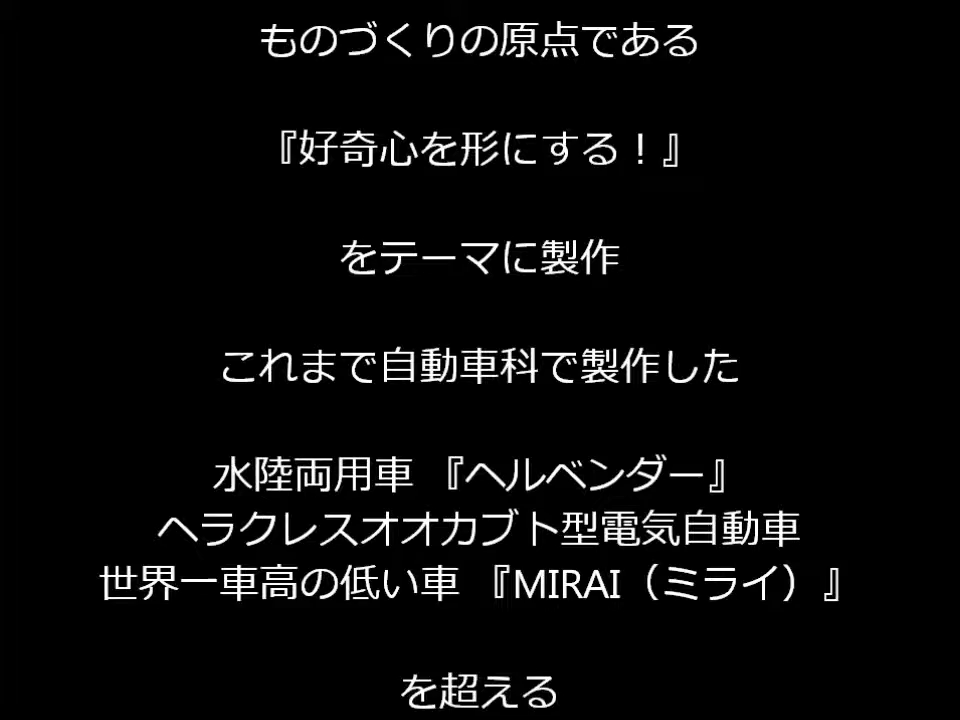 ものづくりの原点である
『好奇心を形にする！』
をテーマに製作
これまで自動車科で製作した
水陸両用車 『ヘルベンダー』
ヘラクレスオオカブト型電気自動車
世界一車高の低い車 『MIRAI（ミライ）』
を超える